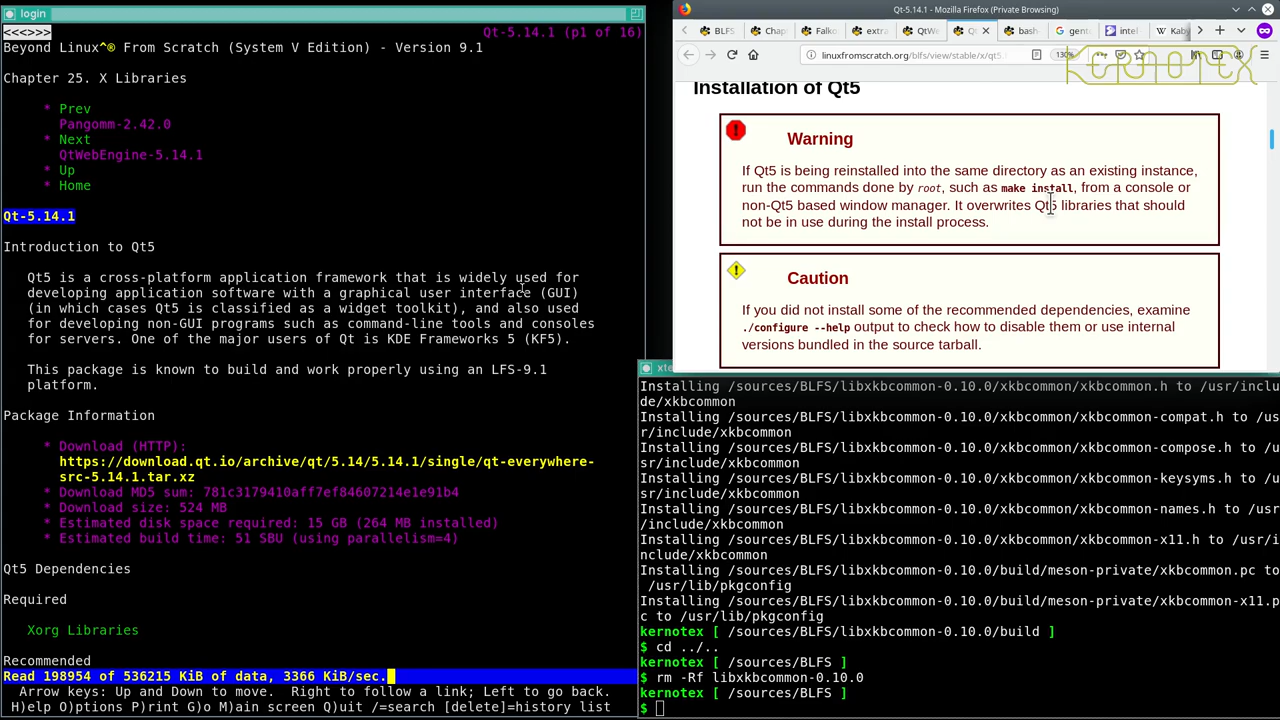 login
<<<>>>
Qt-5.14.1 (p1 of 16)
Beyond Linux^® From Scratch (System V Edition) - Version 9.1
Chapter 25. X Libraries
* Prev
Pangomm-2.42.0
* Next
QtWebEngine-5.14.1
* Up
* Home
Qt-5.14.1
Introduction to Qt5
Qt5 is a cross-platform application framework that is widely used for
developing application software with a graphical user interface (GUI)
(in which cases Qt5 is classified as a widget toolkit), and also used
for developing non-GUI programs such as command-line tools and consoles
for servers. One of the major users of Qt is KDE Frameworks 5 (KF5).
This package is known to build and work properly using an LFS-9.1
platform.
Package Information
* Download (HTTP):
https://download.qt.io/archive/qt/5.14/5.14.1/single/qt-everywhere-
src-5.14.1.tar.xz
* Download MD5 sum: 781c3179410aff7ef84607214e1e91b4
* Download size: 524 MB
* Estimated disk space required: 15 GB (264 MB installed)
* Estimated build time: 51 SBU (using parallelism=4)
Qt5 Dependencies
Required
Xorg Libraries
Recommended
Read 198954 of 536215 KiB of data, 3366 KiB/sec.
Arrow keys: Up and Down to move. Right to follow a link; Left to go back.
H)elp O)ptions P)rint G)o M)ain screen Q)uit /=search [delete]=history list
Qt-5.14.1 - Mozilla Firefox (Private Browsing)
BLFS
Chap
Falko
extra
QtWe
Qt
bash
gent
intel
Kaby
linuxfromscratch.org/blfs/view/stable/x/qt5.
130%
KERNOTEX
Installation of Qt5
Warning
If Qt5 is being reinstalled into the same directory as an existing instance,
run the commands done by root, such as make install, from a console or
non-Qt5 based window manager. It overwrites Qt5 libraries that should
not be in use during the install process.
Caution
If you did not install some of the recommended dependencies, examine
./configure --help output to check how to disable them or use internal
versions bundled in the source tarball.
xte
Installing /sources/BLFS/libxkbcommon-0.10.0/xkbcommon/xkbcommon.h to /usr/inclu
de/xkbcommon
Installing /sources/BLFS/libxkbcommon-0.10.0/xkbcommon/xkbcommon-compat.h to /us
r/include/xkbcommon
Installing /sources/BLFS/libxkbcommon-0.10.0/xkbcommon/xkbcommon-compose.h to /u
sr/include/xkbcommon
Installing /sources/BLFS/libxkbcommon-0.10.0/xkbcommon/xkbcommon-keysyms.h to /u
sr/include/xkbcommon
Installing /sources/BLFS/libxkbcommon-0.10.0/xkbcommon/xkbcommon-names.h to /usr
/include/xkbcommon
Installing /sources/BLFS/libxkbcommon-0.10.0/xkbcommon/xkbcommon-x11.h to /usr/i
nclude/xkbcommon
Installing /sources/BLFS/libxkbcommon-0.10.0/build/meson-private/xkbcommon.pc to
/usr/lib/pkgconfig
Installing /sources/BLFS/libxkbcommon-0.10.0/build/meson-private/xkbcommon-x11.p
c to /usr/lib/pkgconfig
kernotex [ /sources/BLFS/libxkbcommon-0.10.0/build ]
$ cd ../..
kernotex [ /sources/BLFS ]
$ rm -Rf libxkbcommon-0.10.0
kernotex [ /sources/BLFS ]
$